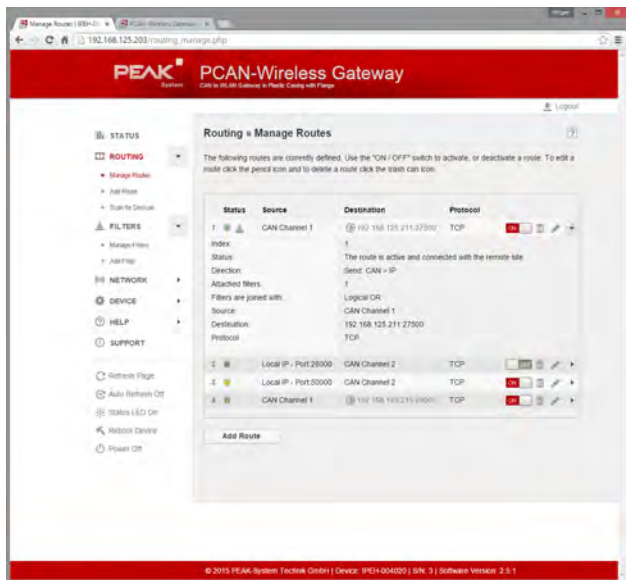 Manage Routes | IPEH-0
192.168.125.203/routing_manage.php
PEAK
System
PCAN-Wireless Gateway
CAN to WLAN Gateway in Plastic Casing with Flange
Logout
STATUS
ROUTING
Manage Routes
Add Route
Scan for Devices
FILTERS
Manage Filters
Add Filter
NETWORK
DEVICE
HELP
SUPPORT
Refresh Page
Auto Refresh Off
Status LED On
Reboot Device
Power Off
Routing » Manage Routes
The following routes are currently defined. Use the "ON / OFF" switch to activate, or deactivate a route. To edit a
route click the pencil icon and to delete a route click the trash can icon.
Status Source Destination Protocol
1 CAN Channel 1 192.168.125.211:27500 TCP ON
Index: 1
Status: The route is active and connected with the remote side
Direction: Send: CAN > IP
Attached filters: 1
Filters are joined with: Logical OR
Source: CAN Channel 1
Destination: 192.168.125.211:27500
Protocol: TCP
2 Local IP - Port:26000 CAN Channel 2 TCP OFF
3 Local IP - Port:50000 CAN Channel 2 TCP ON
4 CAN Channel 1 TCP ON
Add Route
© 2015 PEAK-System Technik GmbH | Device: IPEH-004020 | S/N: 3 | Software Version: 2.5.1